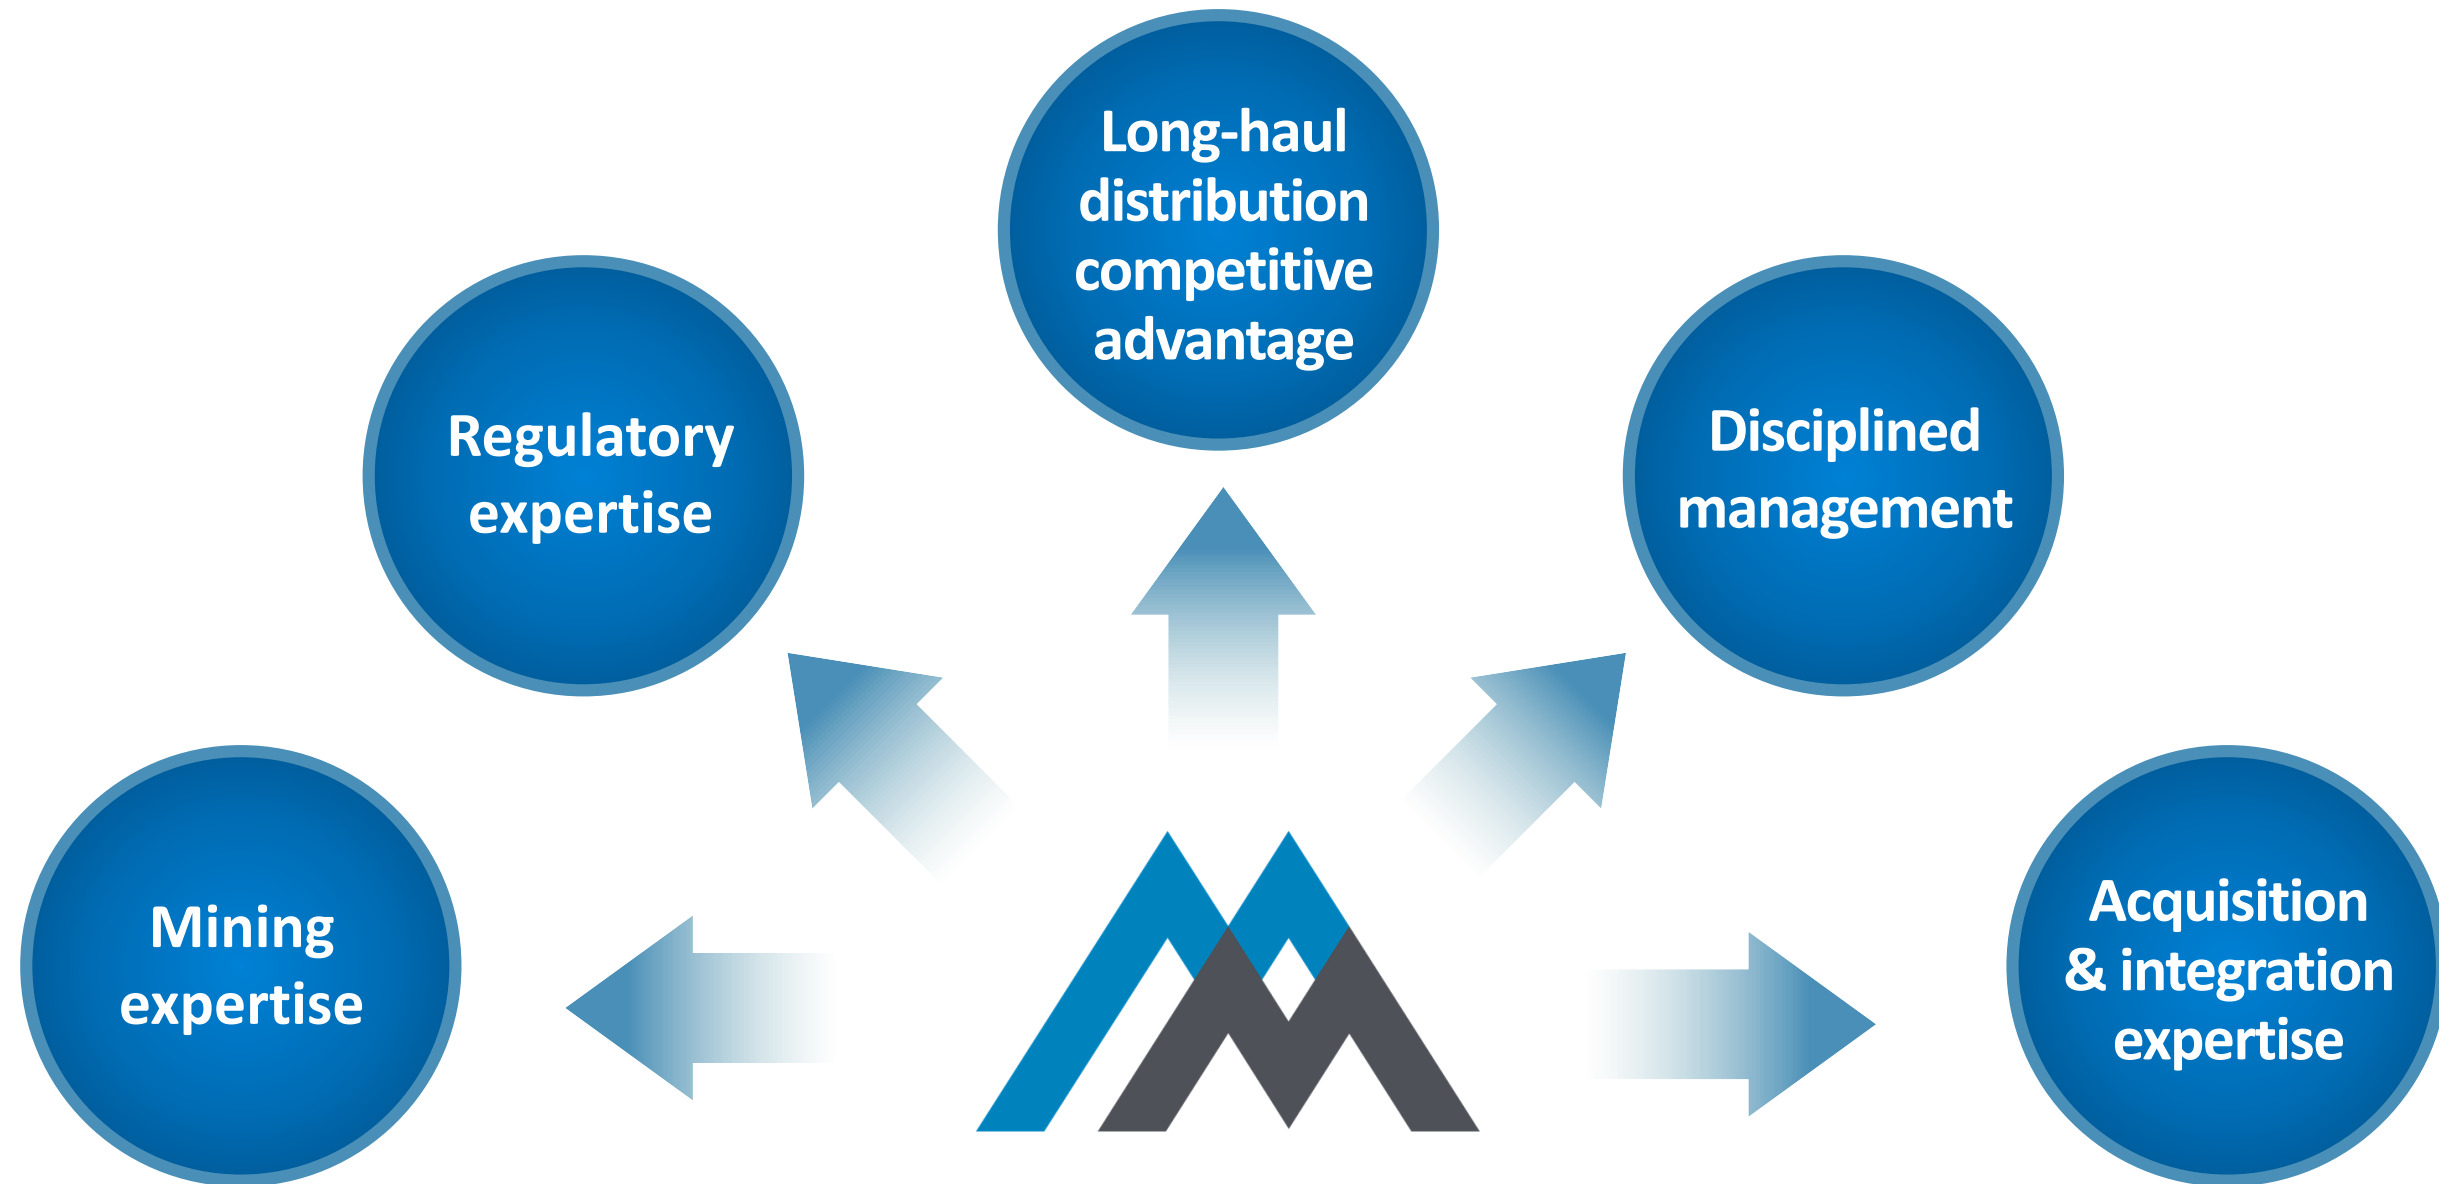 Long-haul
distribution
competitive
advantage
Regulatory
expertise
Disciplined
management
Mining
expertise
Acquisition
& integration
expertise